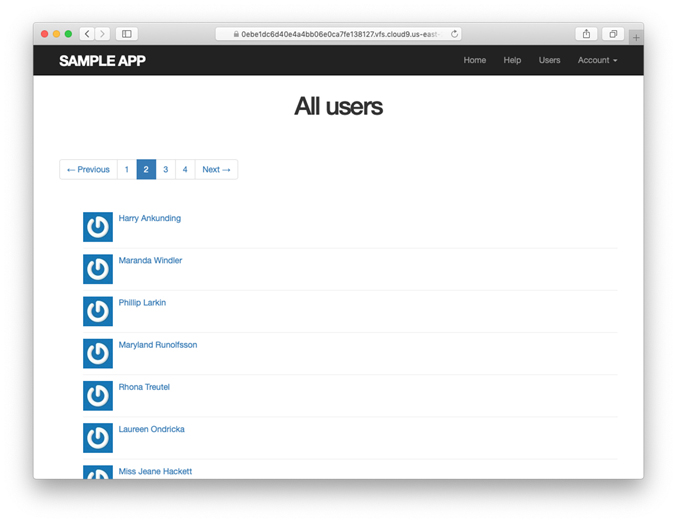 0ebe1dc6d40e4a4bb06e0ca7fe138127.vfs.cloud9.us-east-
SAMPLE APP
Home Help Users Account
All users
← Previous 1 2 3 4 Next →
Harry Ankunding
Maranda Windler
Phillip Larkin
Maryland Runolfsson
Rhona Treutel
Laureen Ondricka
Miss Jeane Hackett